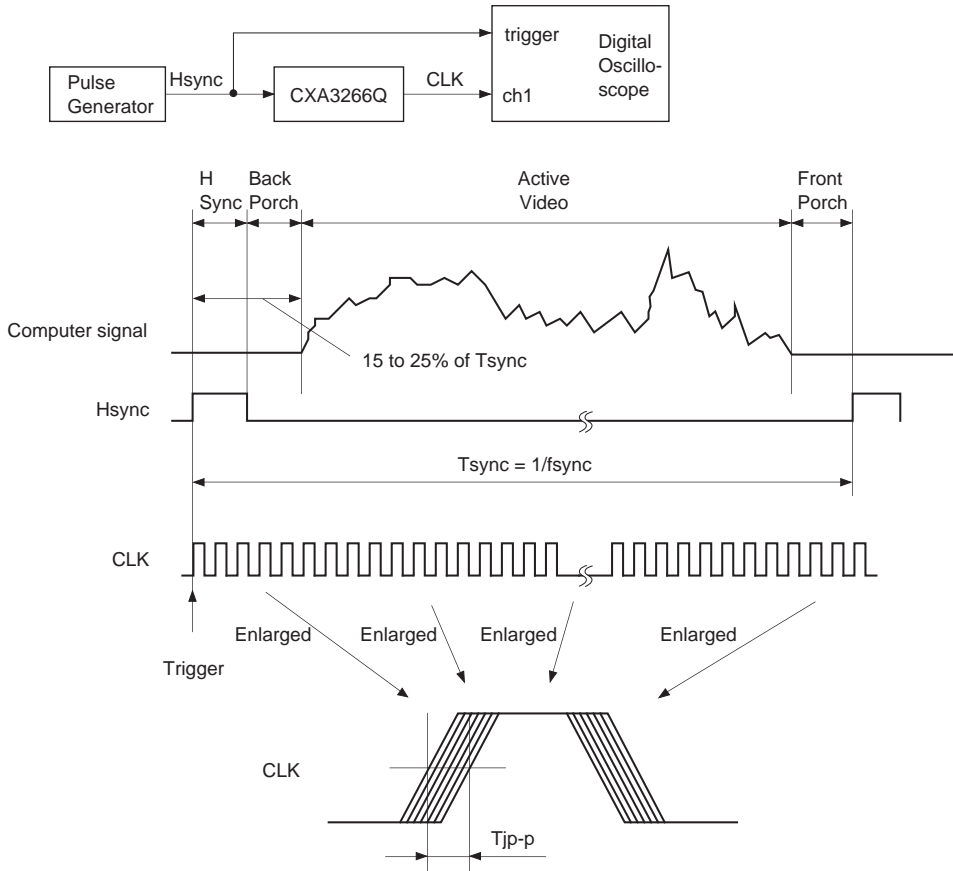 Pulse
Generator
Hsync
CXA3266Q
CLK
trigger
ch1
Digital
Oscillo-
scope
H
Sync
Back
Porch
Active
Video
Front
Porch
Computer signal
15 to 25% of Tsync
Hsync
Tsync = 1/fsync
CLK
Trigger
Enlarged
Enlarged
Enlarged
Enlarged
CLK
Tjp-p